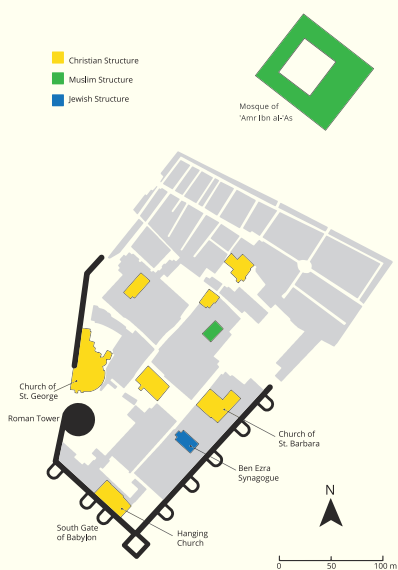 Christian Structure
Muslim Structure
Jewish Structure
Mosque of
'Amr Ibn al-'As
Church of
St. George
Roman Tower
Church of
St. Barbara
Ben Ezra
Synagogue
South Gate
of Babylon
Hanging
Church
N
0 50 100 m